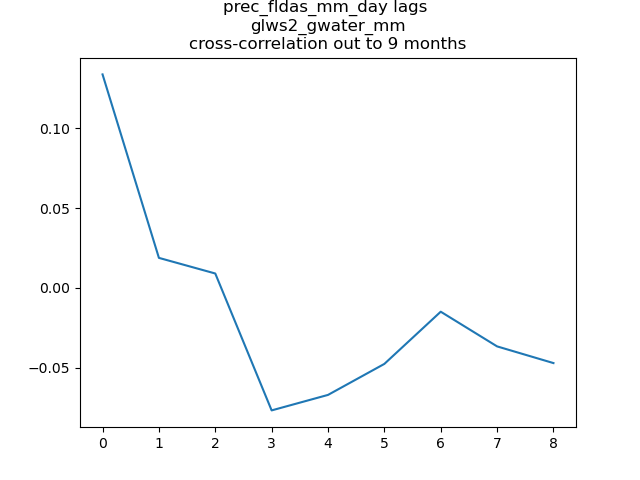 prec_fldas_mm_day lags
glws2_gwater_mm
cross-correlation out to 9 months
0.10
0.05
0.00
−0.05
0 1 2 3 4 5 6 7 8